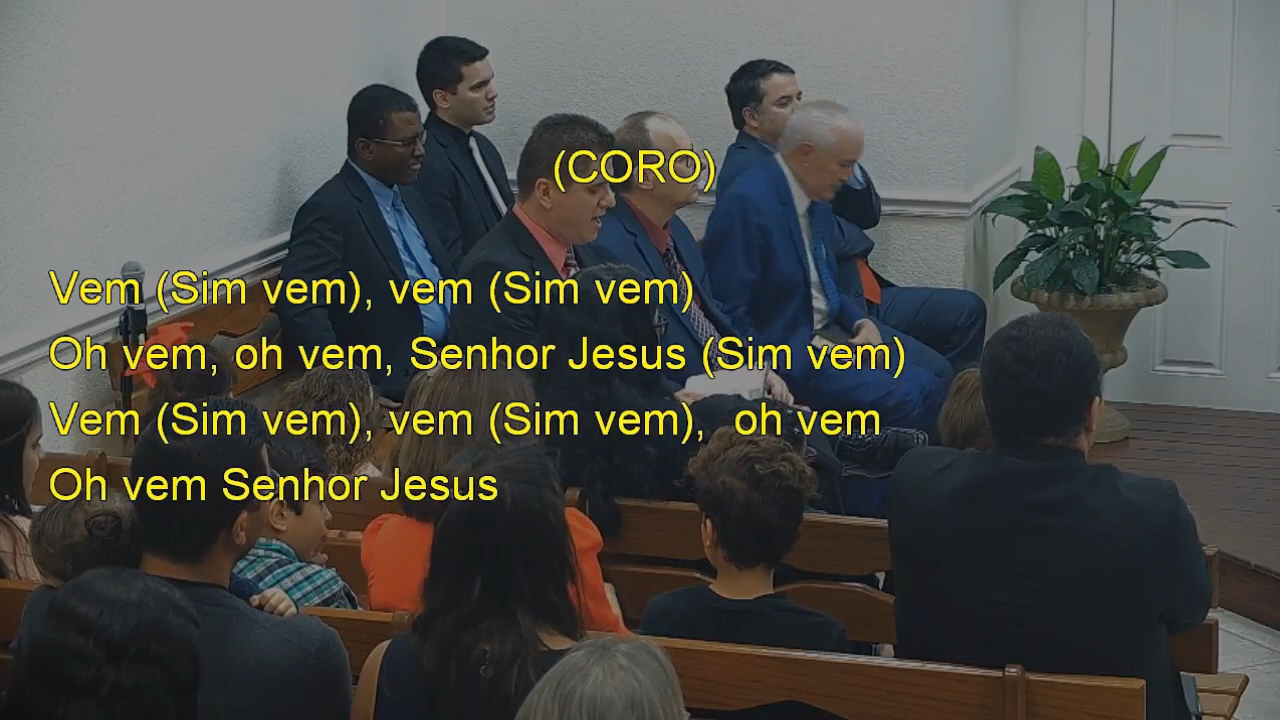 (CORO)
Vem (Sim vem), vem (Sim vem)
Oh vem, oh vem, Senhor Jesus (Sim vem)
Vem (Sim vem), vem (Sim vem), oh vem
Oh vem Senhor Jesus